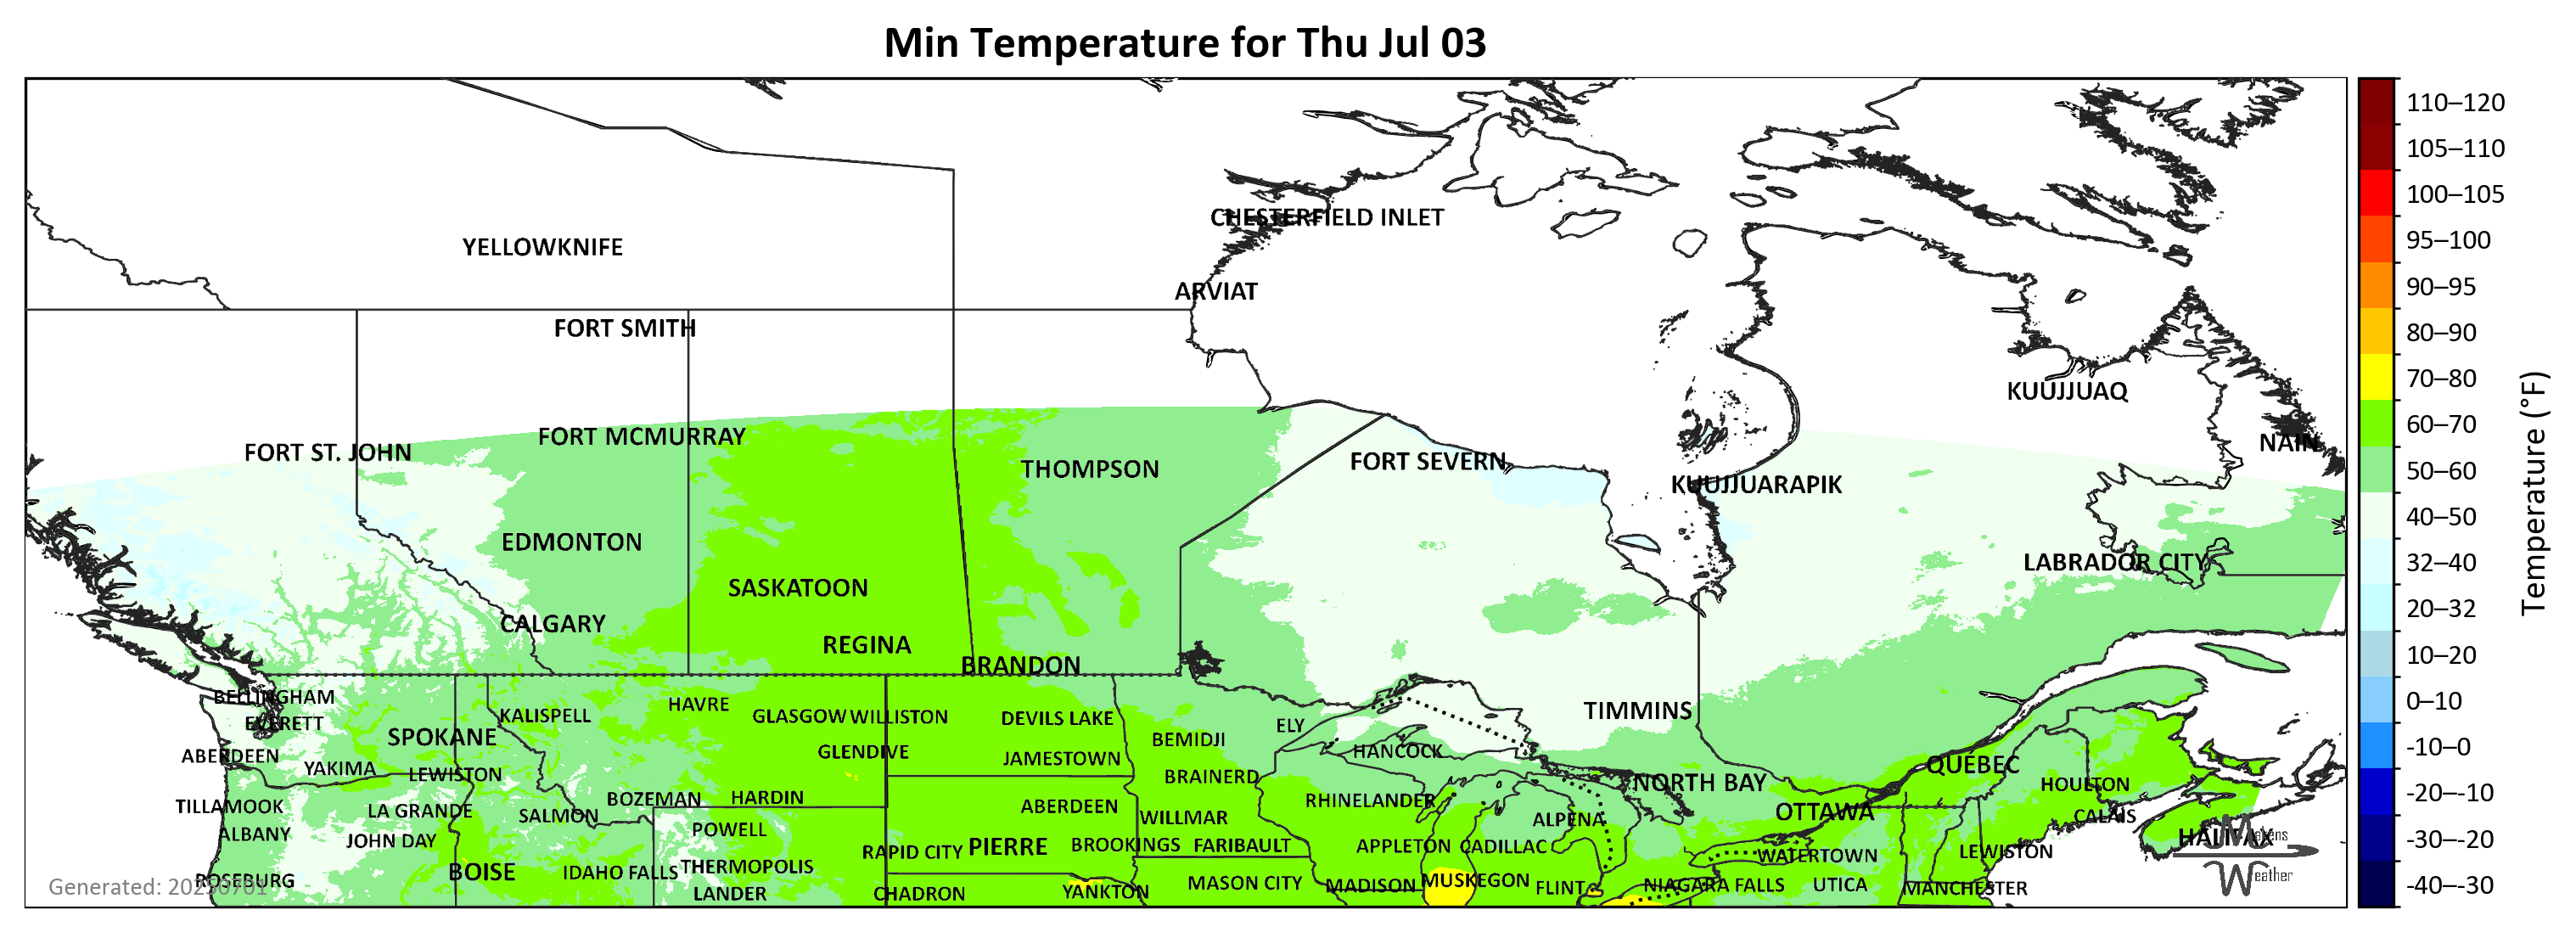 Min Temperature for Thu Jul 03
YELLOWKNIFE
CHESTERFIELD INLET
ARVIAT
FORT SMITH
KUUJJUAQ
FORT ST. JOHN
FORT MCMURRAY
THOMPSON
FORT SEVERN
KUUJJUARAPIK
NAIN
EDMONTON
LABRADOR CITY
SASKATOON
CALGARY
REGINA
BRANDON
TIMMINS
BELLINGHAM
EVERETT
KALISPELL
HAVRE
GLASGOW
WILLISTON
DEVILS LAKE
ELY
SPOKANE
BEMIDJI
HANCOCK
ABERDEEN
YAKIMA
LEWISTON
GLENDIVE
JAMESTOWN
BRAINERD
NORTH BAY
QUÉBEC
HOULTON
TILLAMOOK
LA GRANDE
SALMON
BOZEMAN
HARDIN
ABERDEEN
WILLMAR
RHINELANDER
ALPENA
OTTAWA
CALAIS
ALBANY
JOHN DAY
POWELL
RAPID CITY
PIERRE
BROOKINGS
FARIBAULT
APPLETON
CADILLAC
WATERTOWN
LEWISTON
HALIFAX
Makens
Weather
ROSEBURG
BOISE
IDAHO FALLS
THERMOPOLIS
LANDER
CHADRON
YANKTON
MASON CITY
MADISON
MUSKEGON
FLINT
NIAGARA FALLS
UTICA
MANCHESTER
Generated: 20250701
110–120
105–110
100–105
95–100
90–95
80–90
70–80
60–70
50–60
40–50
32–40
20–32
10–20
0–10
-10–0
-20–-10
-30–-20
-40–-30
Temperature (°F)